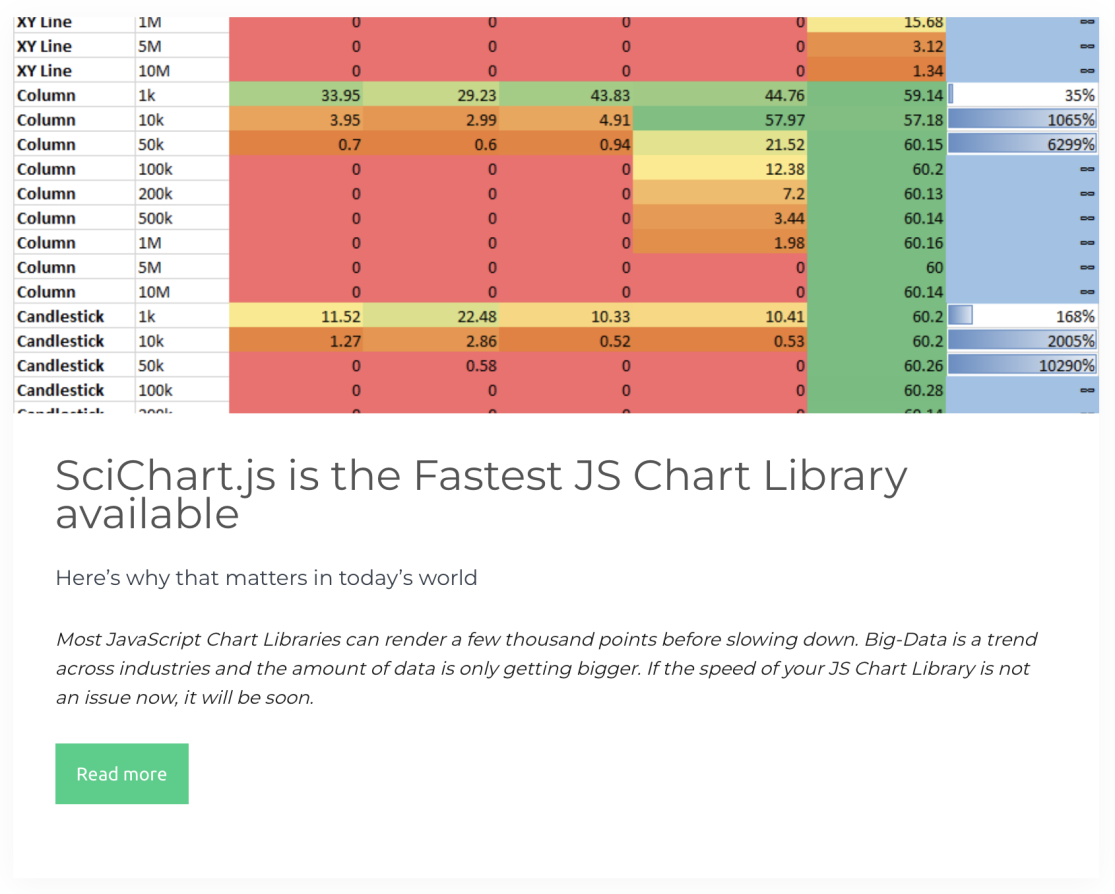 XY Line 1M 0 0 0 0 15.68 ∞
XY Line 5M 0 0 0 0 3.12 ∞
XY Line 10M 0 0 0 0 1.34 ∞
Column 1k 33.95 29.23 43.83 44.76 59.14 35%
Column 10k 3.95 2.99 4.91 57.97 57.18 1065%
Column 50k 0.7 0.6 0.94 21.52 60.15 6299%
Column 100k 0 0 0 12.38 60.2 ∞
Column 200k 0 0 0 7.2 60.13 ∞
Column 500k 0 0 0 3.44 60.14 ∞
Column 1M 0 0 0 1.98 60.16 ∞
Column 5M 0 0 0 0 60 ∞
Column 10M 0 0 0 0 60.14 ∞
Candlestick 1k 11.52 22.48 10.33 10.41 60.2 168%
Candlestick 10k 1.27 2.86 0.52 0.53 60.2 2005%
Candlestick 50k 0 0.58 0 0 60.26 10290%
Candlestick 100k 0 0 0 0 60.28 ∞
Candlestick 200k 0 0 0 0 60.14
SciChart.js is the Fastest JS Chart Library
available
Here’s why that matters in today’s world
Most JavaScript Chart Libraries can render a few thousand points before slowing down. Big-Data is a trend
across industries and the amount of data is only getting bigger. If the speed of your JS Chart Library is not
an issue now, it will be soon.
Read more